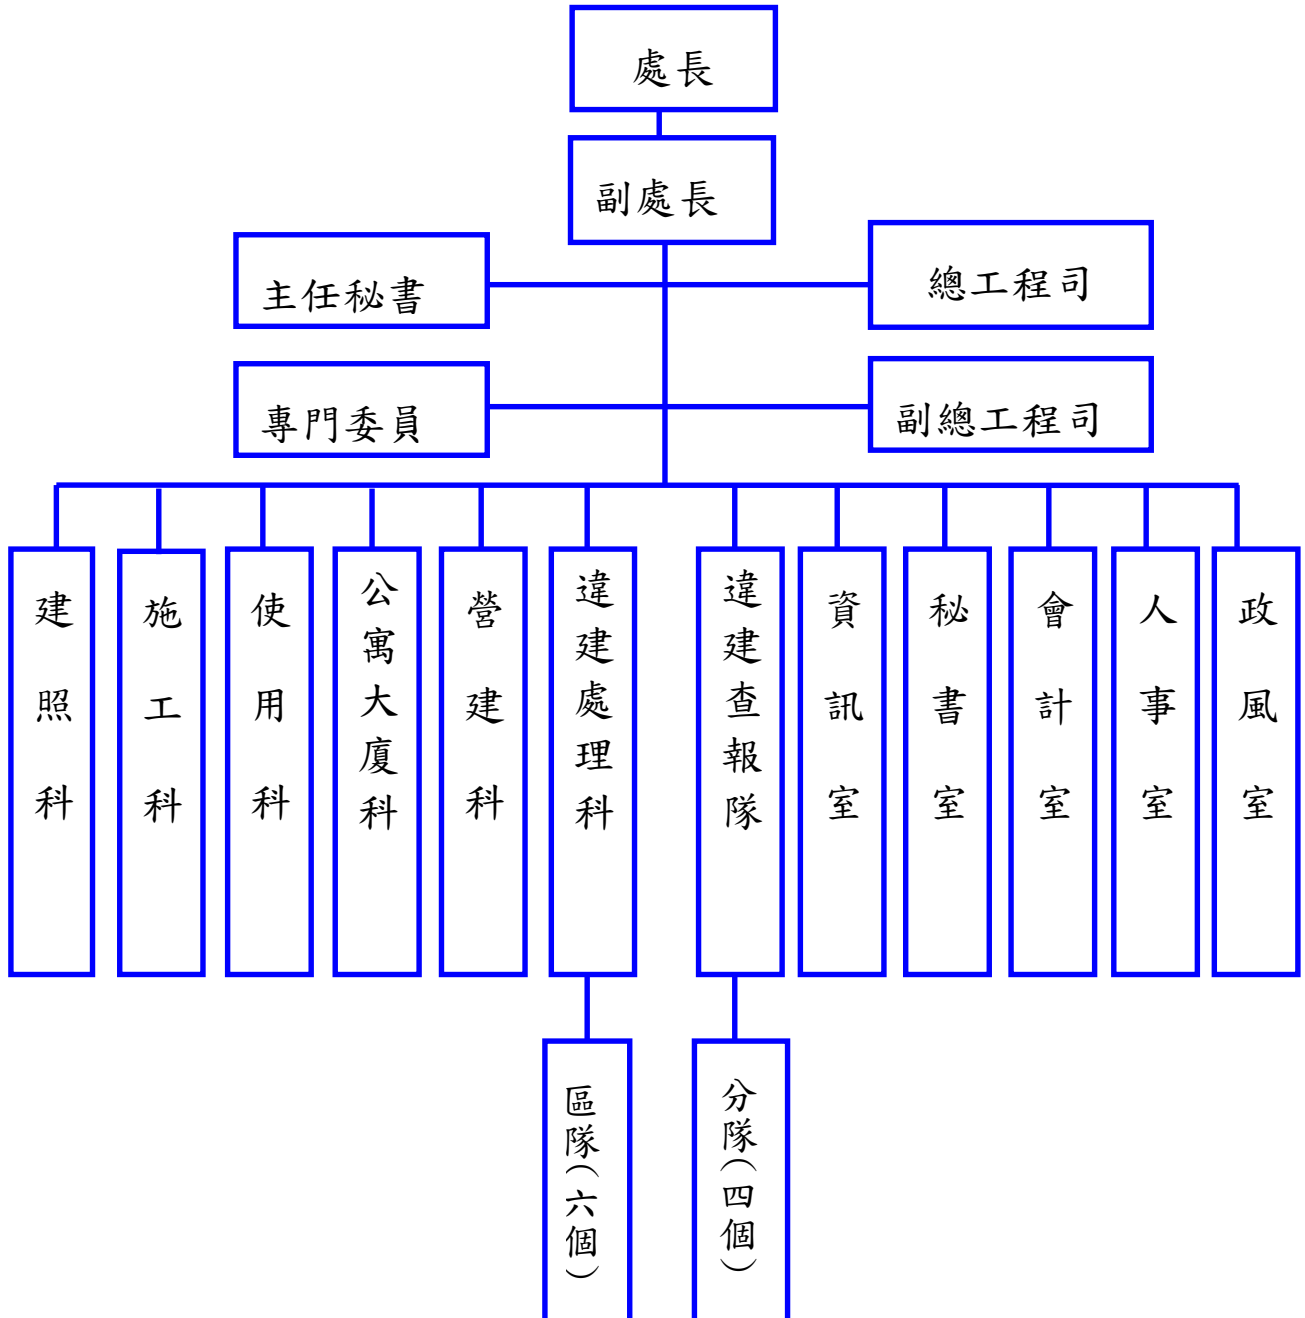 處長
副處長
主任秘書
總工程司
專門委員
副總工程司
建照科
施工科
使用科
公寓大廈科
營建科
違建處理科
違建查報隊
資訊室
秘書室
會計室
人事室
政風室
區隊(六個)
分隊(四個)